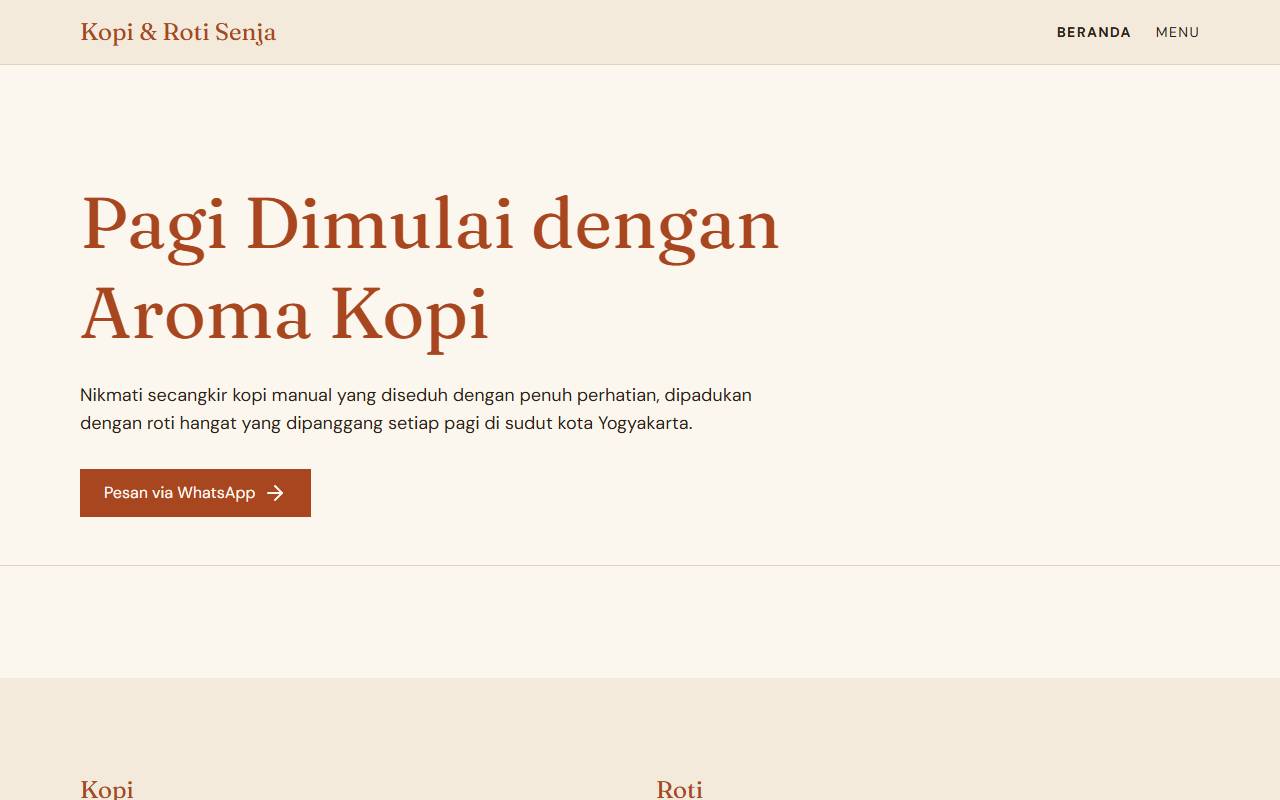 Kopi & Roti Senja
BERANDA MENU
Pagi Dimulai dengan
Aroma Kopi
Nikmati secangkir kopi manual yang diseduh dengan penuh perhatian, dipadukan
dengan roti hangat yang dipanggang setiap pagi di sudut kota Yogyakarta.
Pesan via WhatsApp
Kopi
Roti